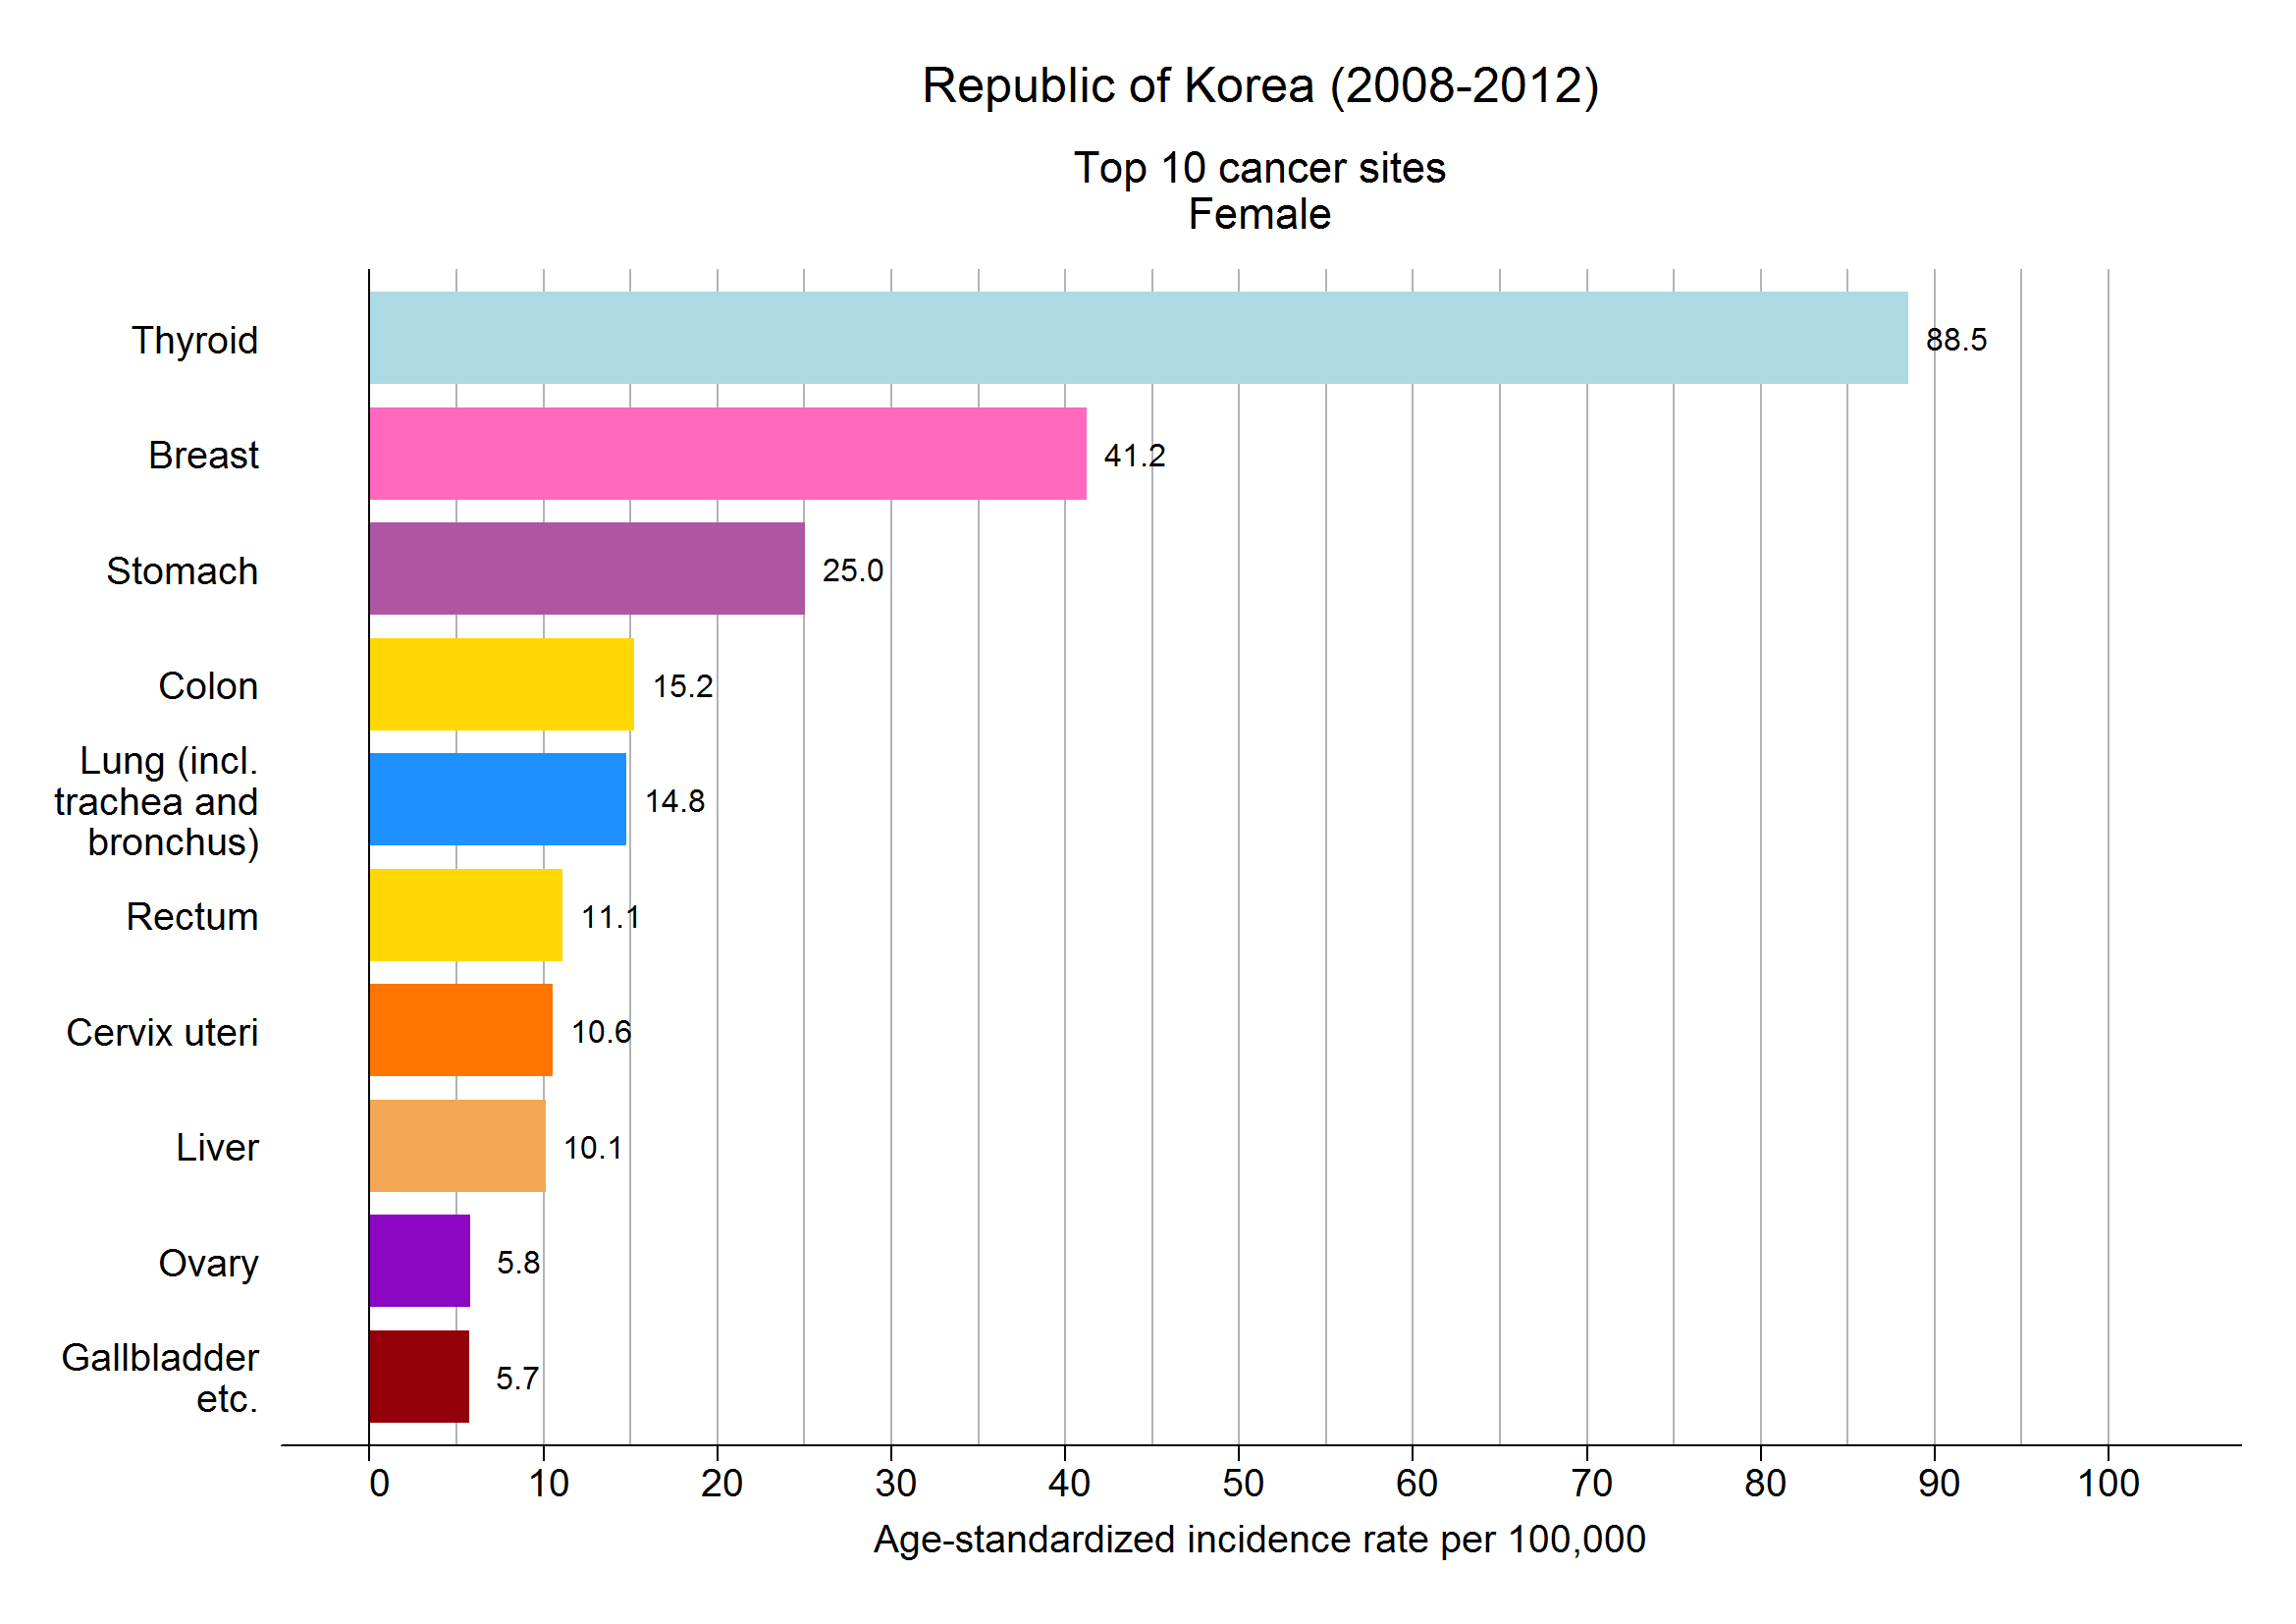 Republic of Korea (2008-2012)
Top 10 cancer sites
Female
Thyroid
88.5
Breast
41.2
Stomach
25.0
Colon
15.2
Lung (incl.
trachea and
bronchus)
14.8
Rectum
11.1
Cervix uteri
10.6
Liver
10.1
Ovary
5.8
Gallbladder
etc.
5.7
0 10 20 30 40 50 60 70 80 90 100
Age-standardized incidence rate per 100,000